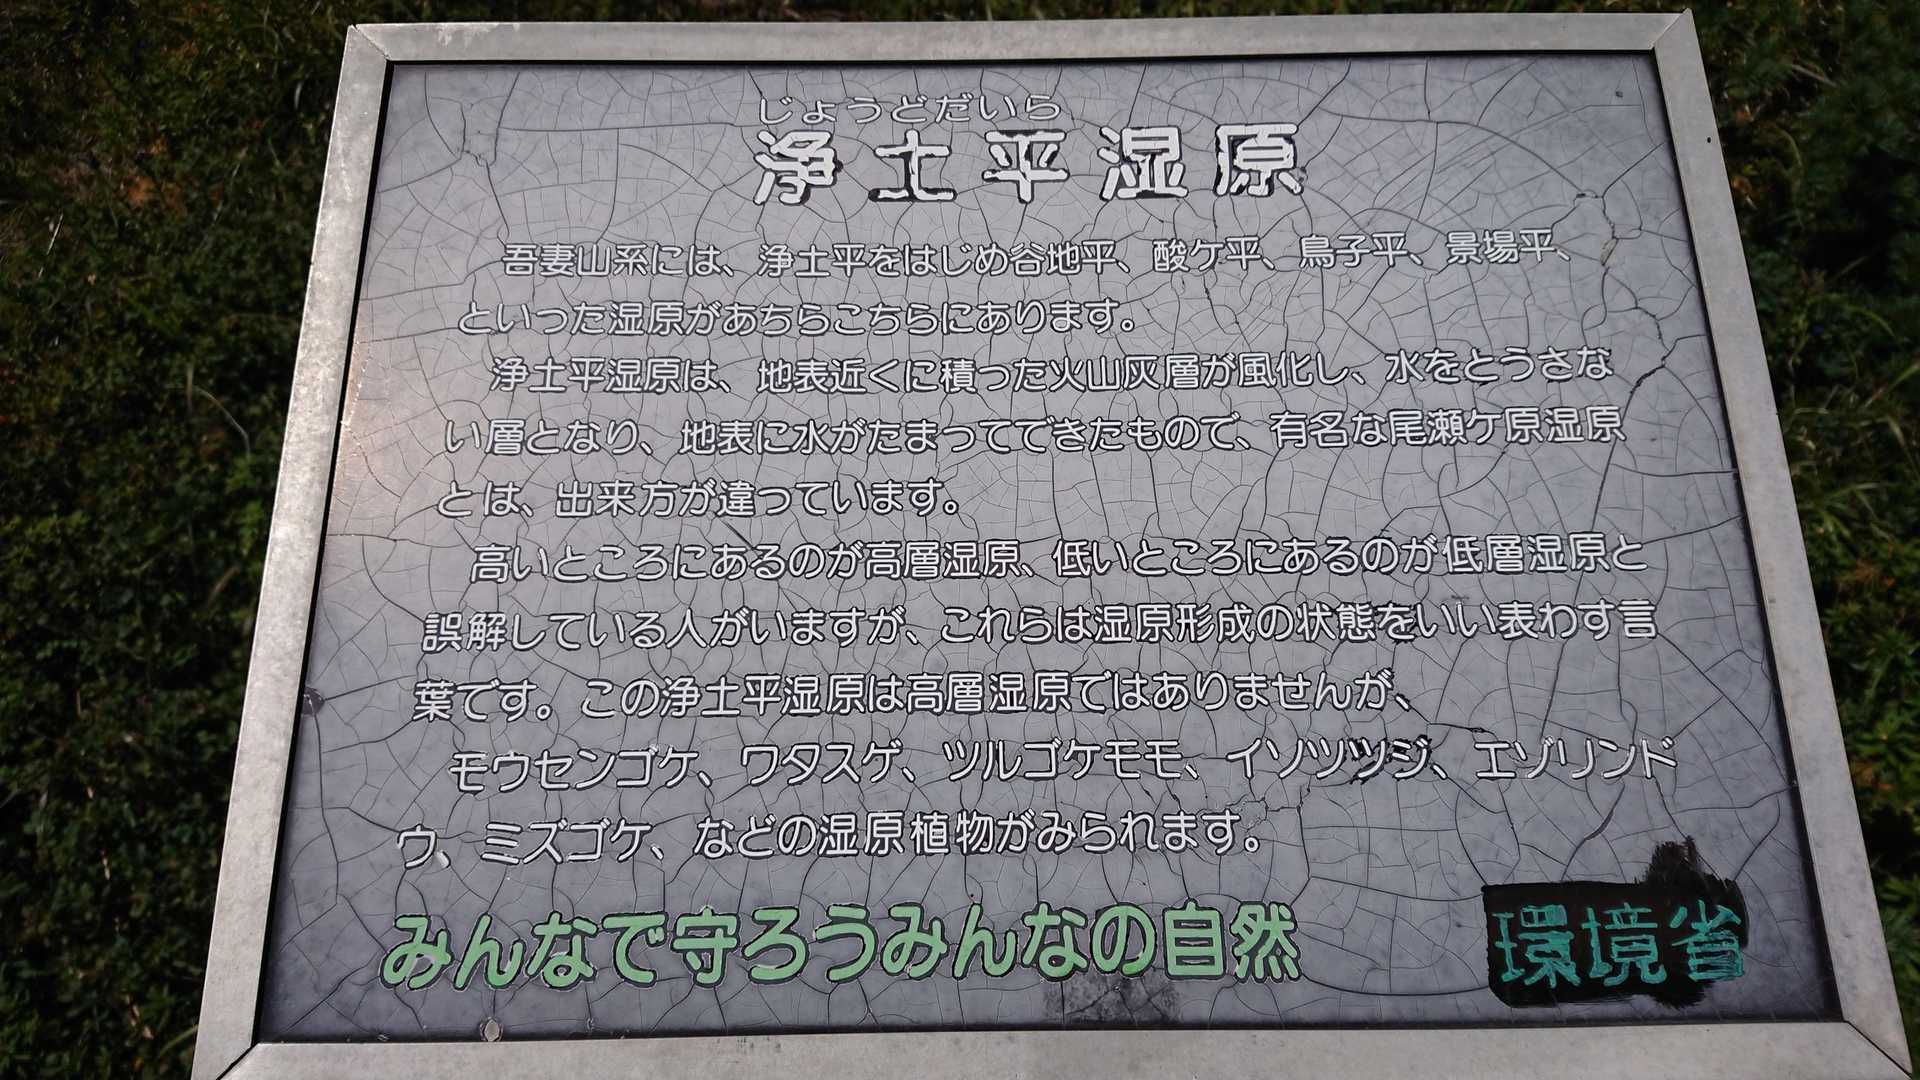 じょうどだいら
浄土平湿原
吾妻山系には、浄土平をはじめ谷地平、酸ケ平、鳥子平、景場平、
といった湿原があちらこちらにあります。
浄土平湿原は、地表近くに積った火山灰層が風化し、水をとうさな
い層となり、地表に水がたまってできたもので、有名な尾瀬ケ原湿原
とは、出来方が違っています。
高いところにあるのが高層湿原、低いところにあるのが低層湿原と
誤解している人がいますが、これらは湿原形成の状態をいい表わす言
葉です。この浄土平湿原は高層湿原ではありませんが、
モウセンゴケ、ワタスゲ、ツルゴケモモ、イソツツジ、エゾリンド
ウ、ミズゴケ、などの湿原植物がみられます。
みんなで守ろうみんなの自然
環境省